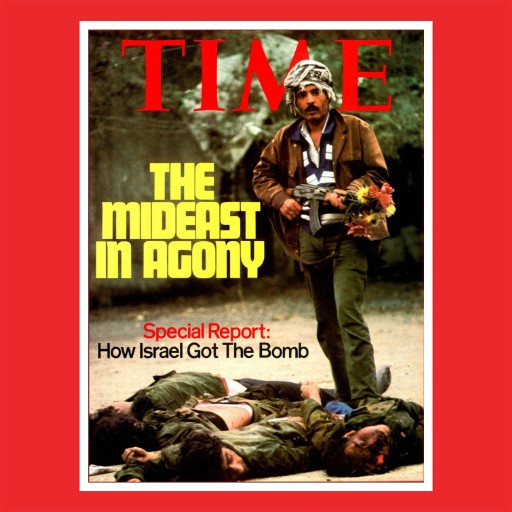 TIME
THE
MIDEAST
IN AGONY
Special Report:
How Israel Got The Bomb